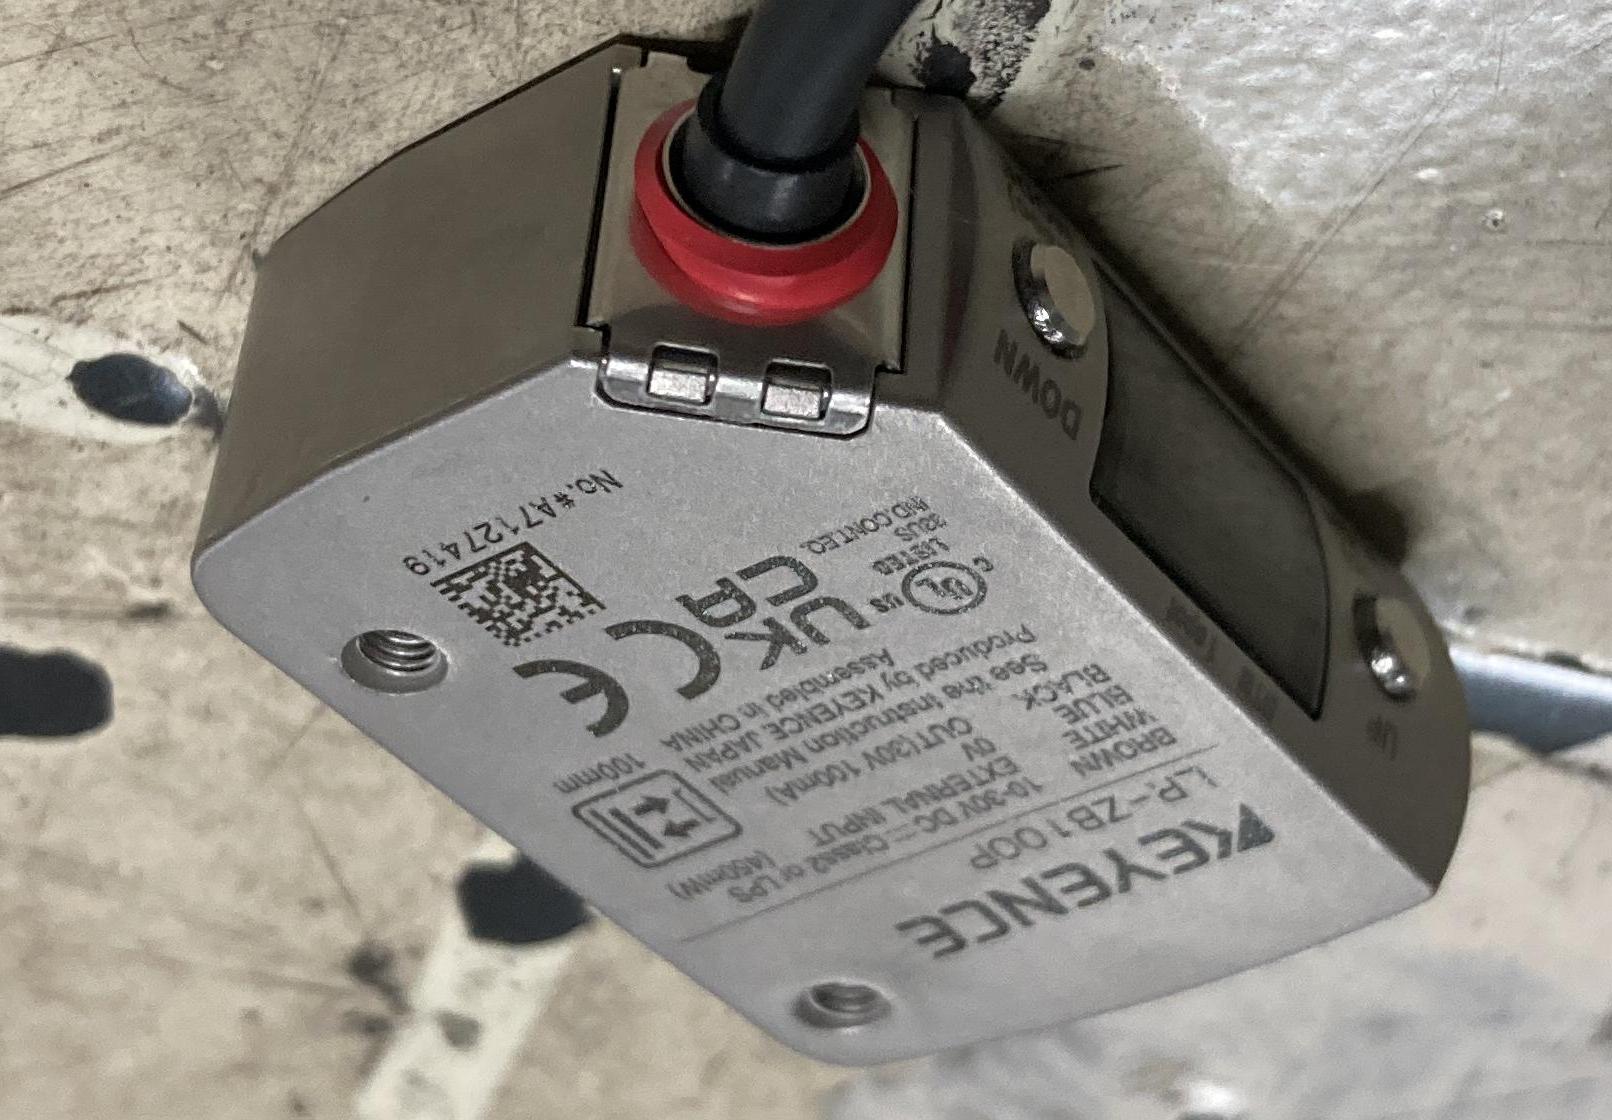 KEYENCE
LR-ZB100P
BROWN 10-30V DC ⎓ Class2 or LPS
WHITE EXTERNAL INPUT (450mW)
BLUE 0V
BLACK OUT(30V 100mA)
See the Instruction Manual
Produced by KEYENCE JAPAN
Assembled in CHINA
100mm
C UL US
LISTED
IND.CONT.EQ.
UK
CA
CE
No.#A7127419
DOWN
UP